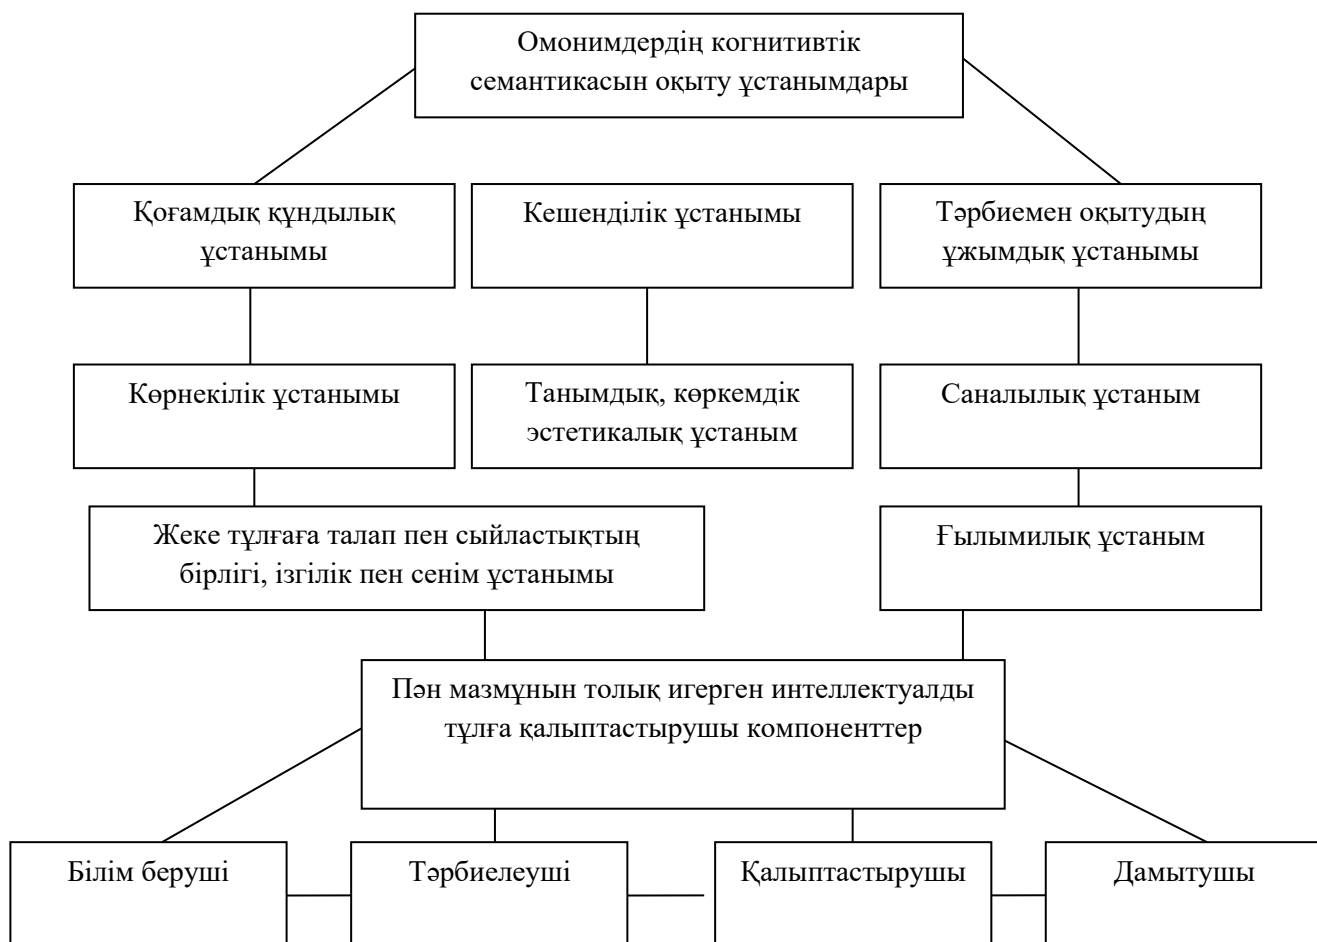 Омонимдердің когнитивтік
семантикасын оқыту ұстанымдары
Қоғамдық құндылық
ұстанымы
Кешенділік ұстанымы
Тәрбиемен оқытудың
ұжымдық ұстанымы
Көрнекілік ұстанымы
Танымдық, көркемдік
эстетикалық ұстаным
Саналылық ұстаным
Жеке тұлғаға талап пен сыйластықтың
бірлігі, ізгілік пен сенім ұстанымы
Ғылымилық ұстаным
Пән мазмұнын толық игерген интеллектуалды
тұлға қалыптастырушы компоненттер
Білім беруші
Тәрбиелеуші
Қалыптастырушы
Дамытушы